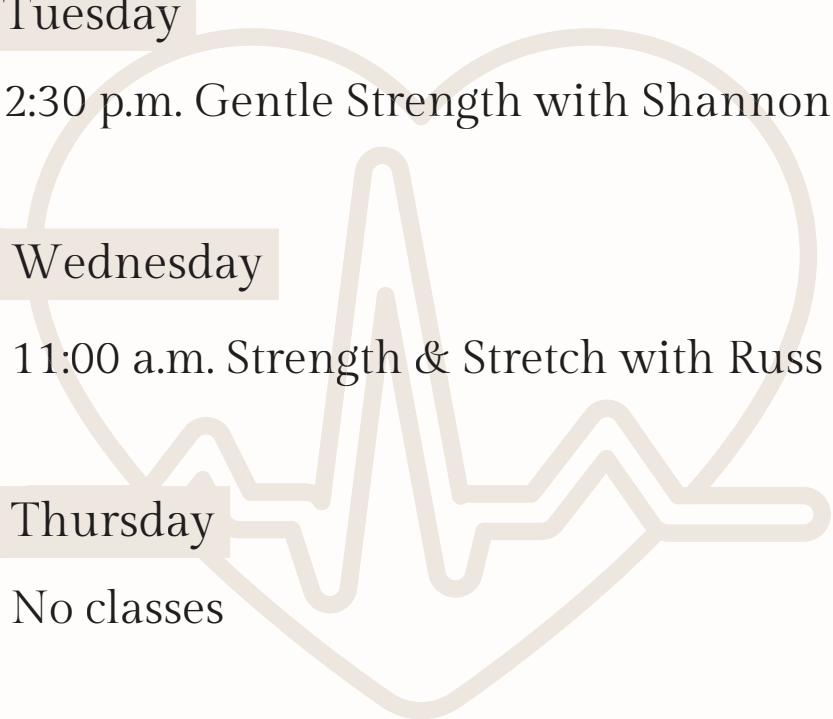 Tuesday
2:30 p.m. Gentle Strength with Shannon
Wednesday
11:00 a.m. Strength & Stretch with Russ
Thursday
No classes